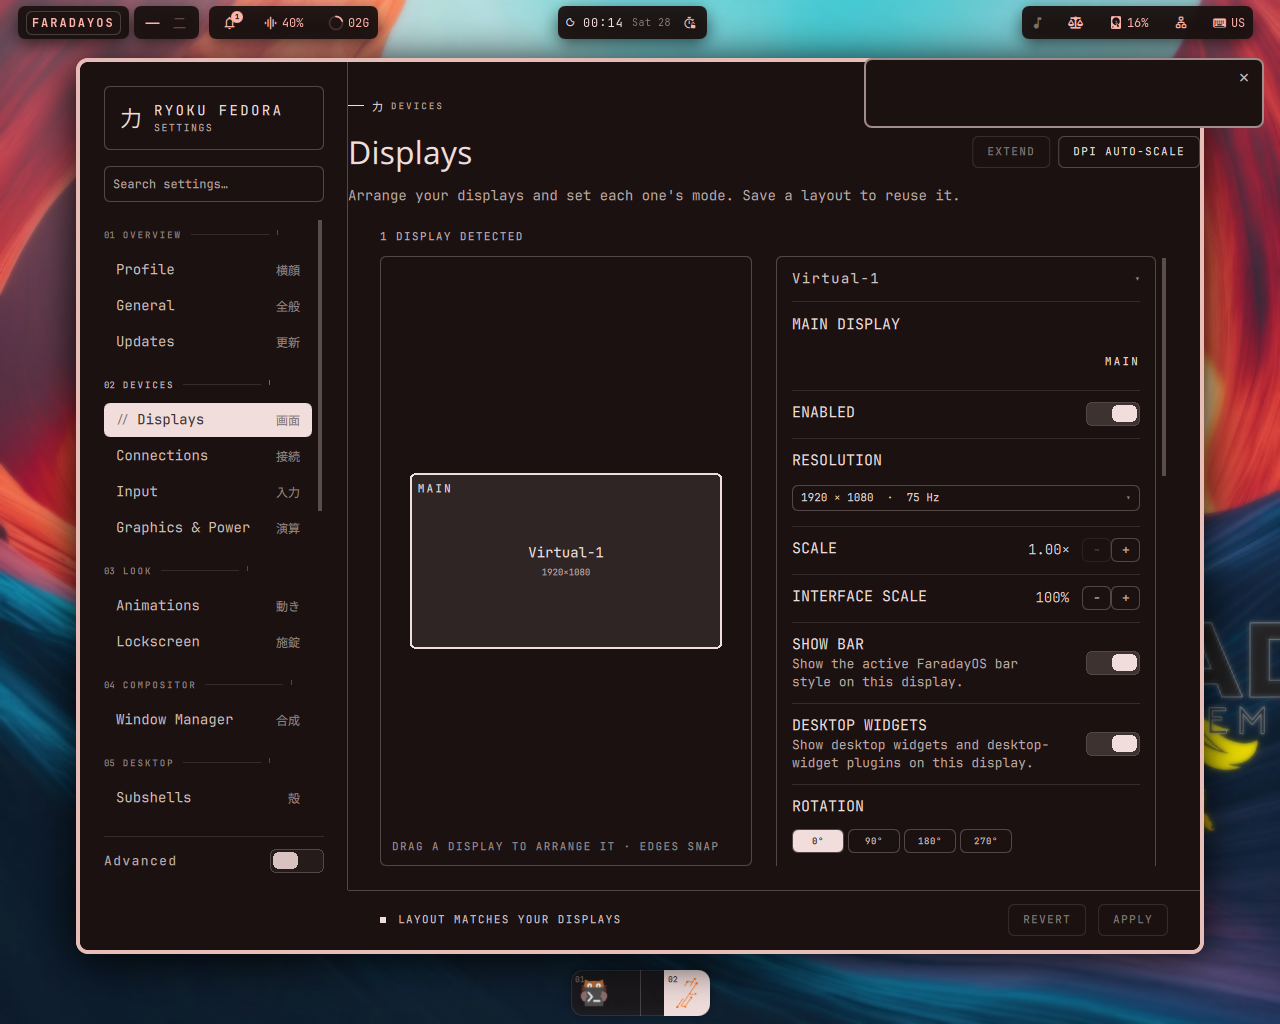 FARADAYOS
1
40%
02G
00:14 Sat 28
16%
US
力 RYOKU FEDORA
SETTINGS
Search settings…
01 OVERVIEW
Profile 横顔
General 全般
Updates 更新
02 DEVICES
// Displays 画面
Connections 接続
Input 入力
Graphics & Power 演算
03 LOOK
Animations 動き
Lockscreen 施錠
04 COMPOSITOR
Window Manager 合成
05 DESKTOP
Subshells 殻
Advanced
力 DEVICES
Displays
EXTEND
DPI AUTO-SCALE
Arrange your displays and set each one's mode. Save a layout to reuse it.
1 DISPLAY DETECTED
MAIN
Virtual-1
1920×1080
DRAG A DISPLAY TO ARRANGE IT · EDGES SNAP
Virtual-1
MAIN DISPLAY
MAIN
ENABLED
RESOLUTION
1920 × 1080 · 75 Hz
SCALE 1.00× - +
INTERFACE SCALE 100% - +
SHOW BAR
Show the active FaradayOS bar
style on this display.
DESKTOP WIDGETS
Show desktop widgets and desktop-
widget plugins on this display.
ROTATION
0° 90° 180° 270°
LAYOUT MATCHES YOUR DISPLAYS
REVERT
APPLY
AD
EM
01
02